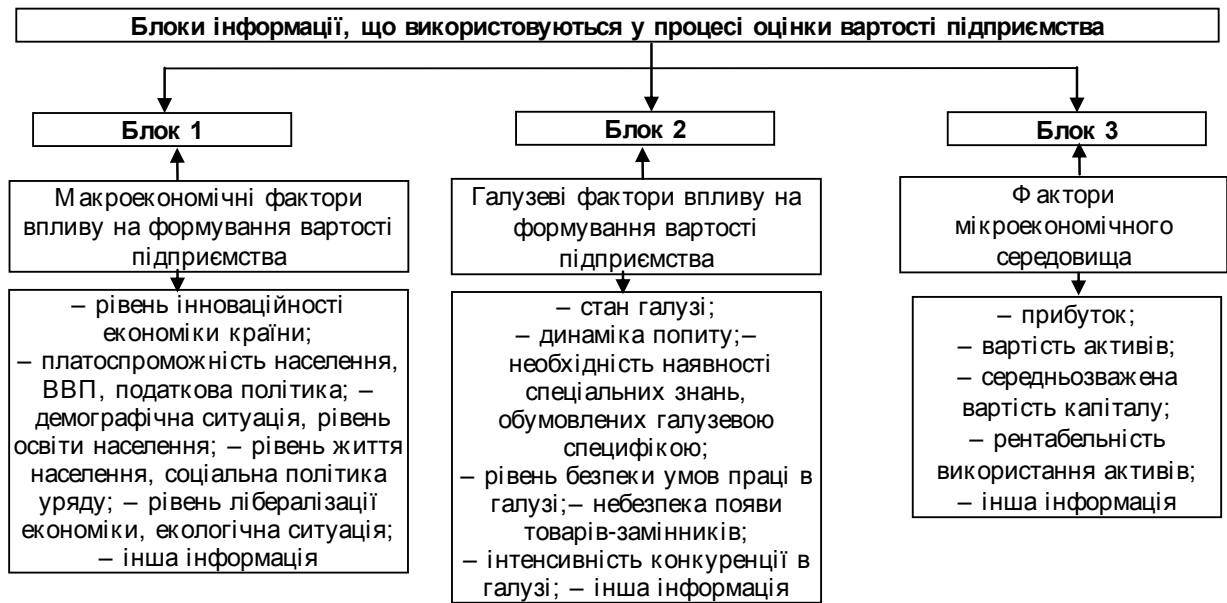 Блоки інформації, що використовуються у процесі оцінки вартості підприємства
Блок 1
Блок 2
Блок 3
Макроекономічні фактори
впливу на формування вартості
підприємства
Галузеві фактори впливу на
формування вартості
підприємства
Фактори
мікроекономічного
середовища
– рівень інноваційності
економіки країни;
– платоспроможність населення,
ВВП, податкова політика; –
демографічна ситуація, рівень
освіти населення; – рівень життя
населення, соціальна політика
уряду; – рівень лібералізації
економіки, екологічна ситуація;
– інша інформація
– стан галузі;
– динаміка попиту;–
необхідність наявності
спеціальних знань,
обумовлених галузевою
специфікою;
– рівень безпеки умов праці в
галузі;– небезпека появи
товарів-замінників;
– інтенсивність конкуренції в
галузі; – інша інформація
– прибуток;
– вартість активів;
– середньозважена
вартість капіталу;
– рентабельність
використання активів;
– інша інформація